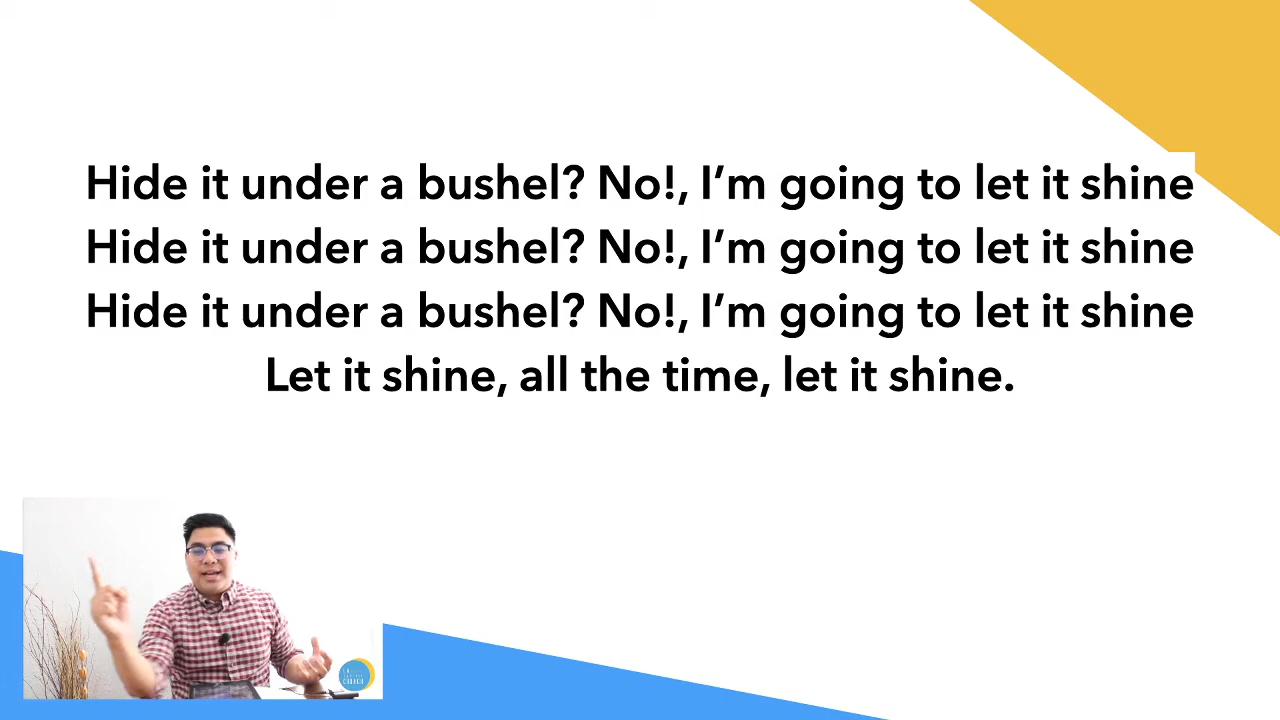 Hide it under a bushel? No!, I’m going to let it shine
Hide it under a bushel? No!, I’m going to let it shine
Hide it under a bushel? No!, I’m going to let it shine
Let it shine, all the time, let it shine.
CHURCH